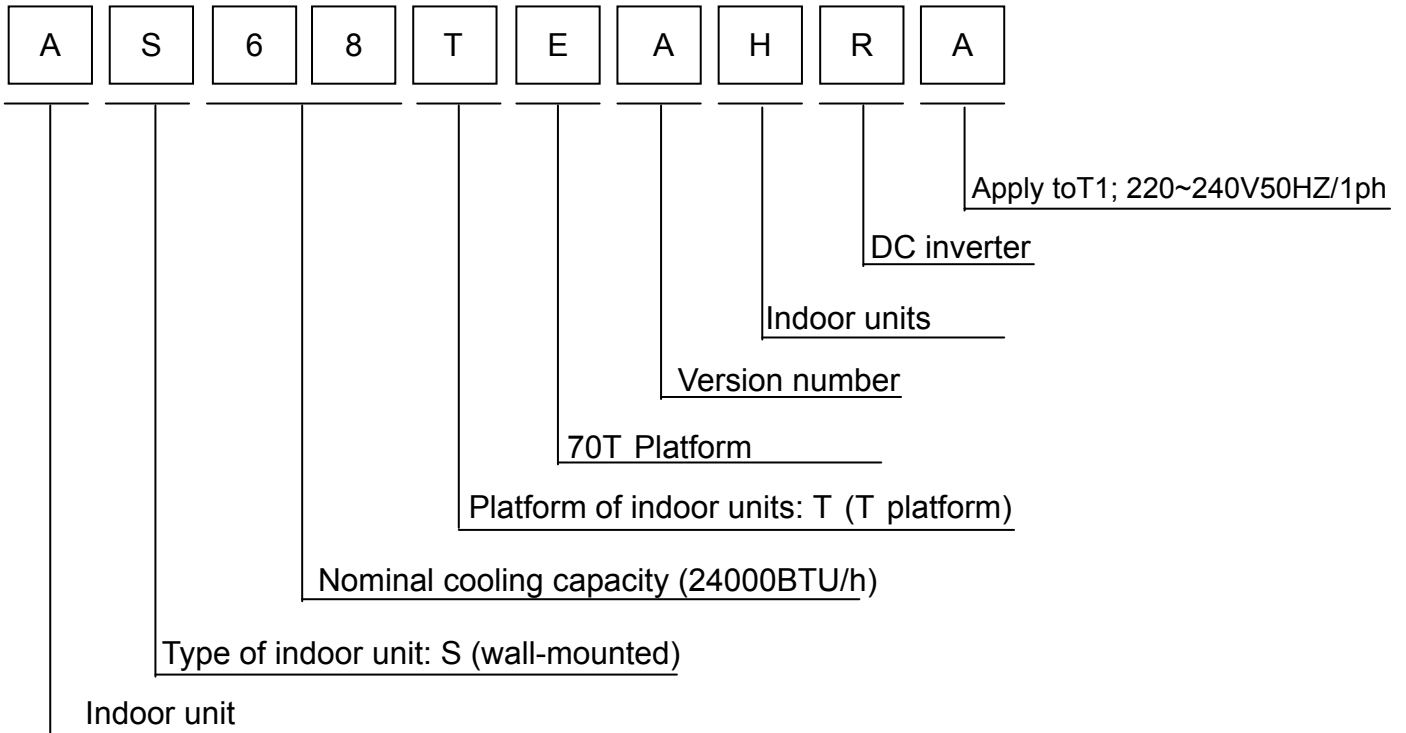 A S 6 8 T E A H R A
Apply toT1; 220~240V50HZ/1ph
DC inverter
Indoor units
Version number
70T Platform
Platform of indoor units: T (T platform)
Nominal cooling capacity (24000BTU/h)
Type of indoor unit: S (wall-mounted)
Indoor unit